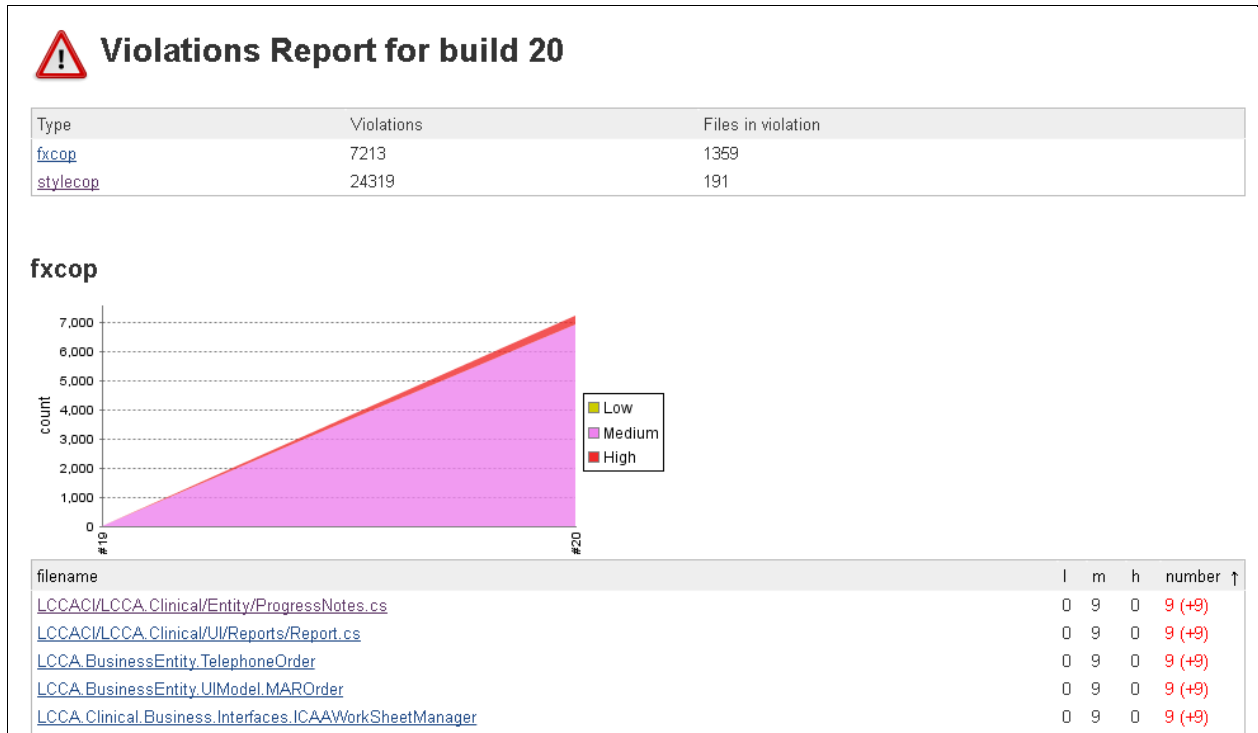 Violations Report for build 20
Type Violations Files in violation
fxcop 7213 1359
stylecop 24319 191
fxcop
7,000
6,000
5,000
4,000
3,000
2,000
1,000
0
count
#19 #20
Low
Medium
High
filename l m h number ↑
LCCACI/LCCA.Clinical/Entity/ProgressNotes.cs 0 9 0 9 (+9)
LCCACI/LCCA.Clinical/UI/Reports/Report.cs 0 9 0 9 (+9)
LCCA.BusinessEntity.TelephoneOrder 0 9 0 9 (+9)
LCCA.BusinessEntity.UIModel.MAROrder 0 9 0 9 (+9)
LCCA.Clinical.Business.Interfaces.ICAAWorkSheetManager 0 9 0 9 (+9)